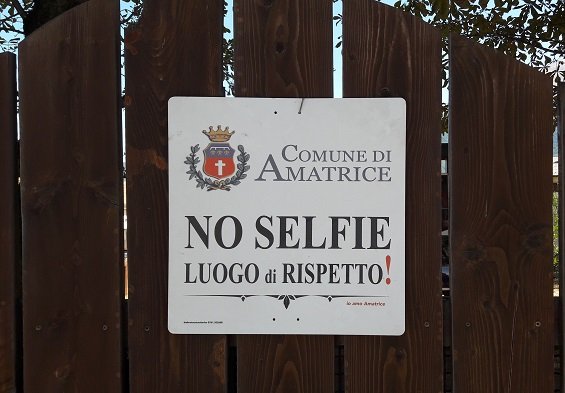 COMUNE DI
AMATRICE
NO SELFIE
LUOGO di RISPETTO!
io amo Amatrice